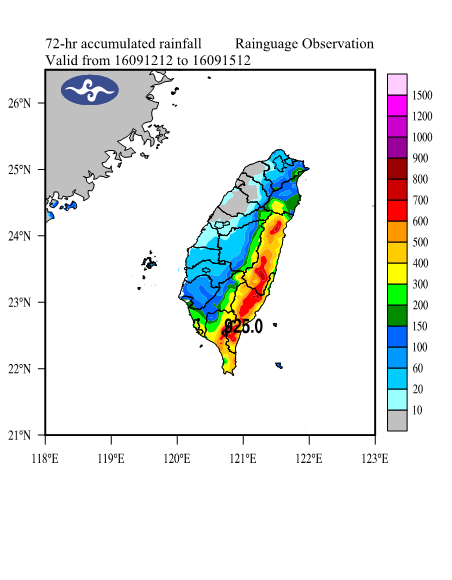 72-hr accumulated rainfall Rainguage Observation
Valid from 16091212 to 16091512
26°N
25°N
24°N
23°N
22°N
21°N
118°E 119°E 120°E 121°E 122°E 123°E
925.0
1500
1200
1000
900
800
700
600
500
400
300
200
150
100
60
20
10